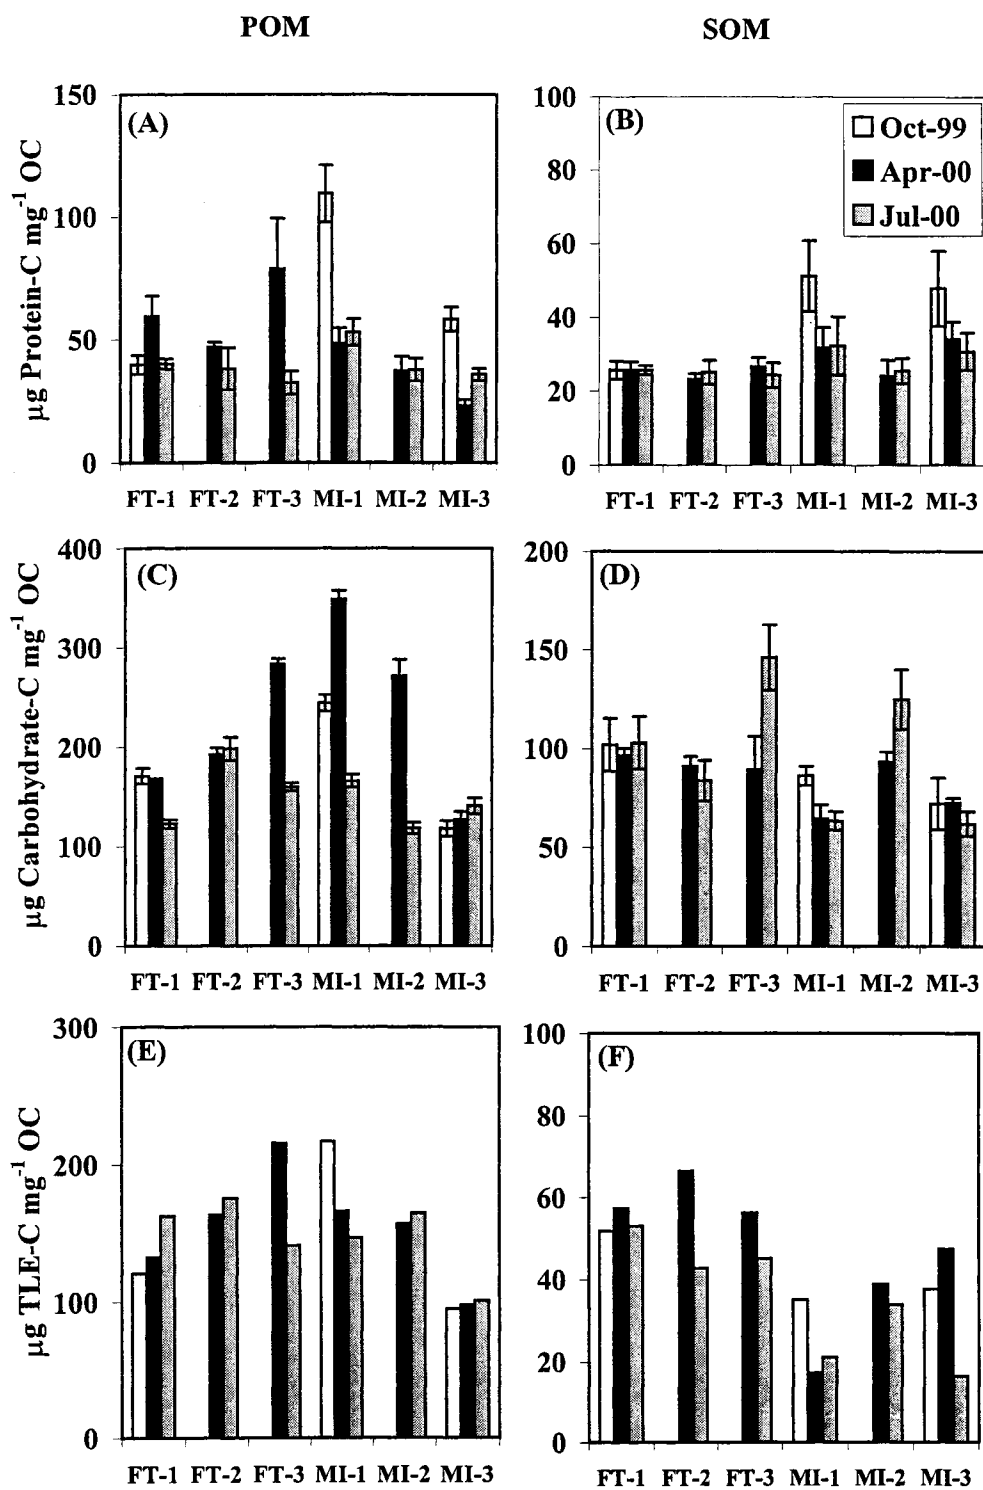 POM SOM
150
100
50
0
µg Protein-C mg⁻¹ OC
(A)
FT-1 FT-2 FT-3 MI-1 MI-2 MI-3
100
80
60
40
20
0
(B)
Oct-99
Apr-00
Jul-00
FT-1 FT-2 FT-3 MI-1 MI-2 MI-3
400
300
200
100
0
µg Carbohydrate-C mg⁻¹ OC
(C)
FT-1 FT-2 FT-3 MI-1 MI-2 MI-3
200
150
100
50
0
(D)
FT-1 FT-2 FT-3 MI-1 MI-2 MI-3
300
200
100
0
µg TLE-C mg⁻¹ OC
(E)
FT-1 FT-2 FT-3 MI-1 MI-2 MI-3
100
80
60
40
20
0
(F)
FT-1 FT-2 FT-3 MI-1 MI-2 MI-3